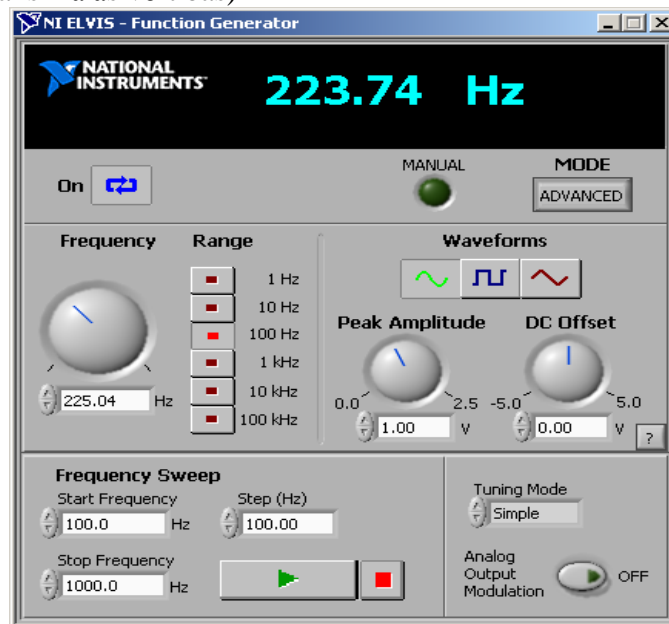 NI ELVIS - Function Generator
NATIONAL
INSTRUMENTS™
223.74 Hz
On
MANUAL
MODE
ADVANCED
Frequency
Range
Waveforms
1 Hz
10 Hz
100 Hz
1 kHz
10 kHz
100 kHz
225.04 Hz
Peak Amplitude
DC Offset
0.0 2.5
-5.0 5.0
1.00 V
0.00 V
?
Frequency Sweep
Start Frequency
Step (Hz)
100.0 Hz
100.00
Stop Frequency
1000.0 Hz
Tuning Mode
Simple
Analog
Output
Modulation
OFF